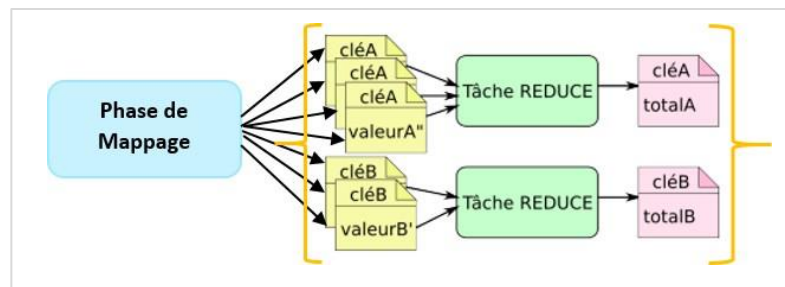 Phase de
Mappage
cléA
cléA
cléA
valeurA"
Tâche REDUCE
cléA
totalA
cléB
cléB
valeurB'
Tâche REDUCE
cléB
totalB